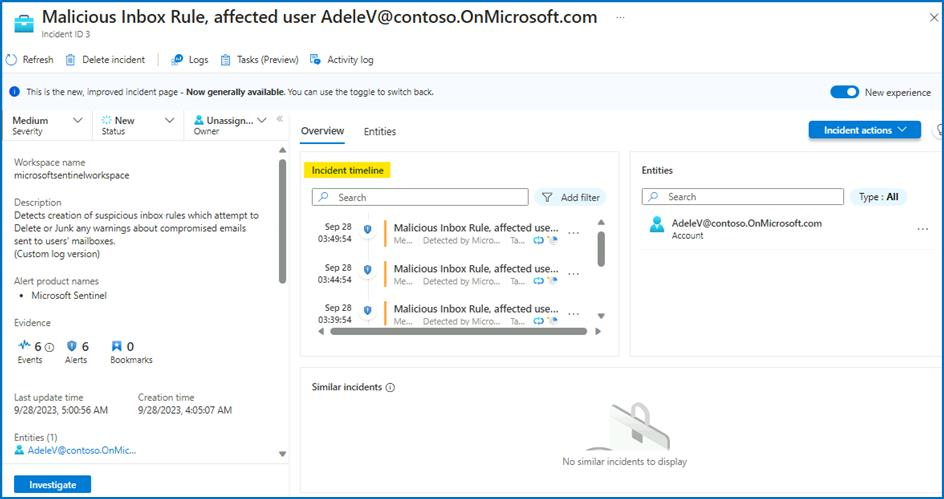 Malicious Inbox Rule, affected user AdeleV@contoso.OnMicrosoft.com
Incident ID 3
Refresh
Delete incident
Logs
Tasks (Preview)
Activity log
This is the new, improved incident page - Now generally available. You can use the toggle to switch back.
New experience
Medium
Severity
New
Status
Unassign...
Owner
Workspace name
microsoftsentinelworkspace
Description
Detects creation of suspicious inbox rules which attempt to
Delete or Junk any warnings about compromised emails
sent to users' mailboxes.
(Custom log version)
Alert product names
• Microsoft Sentinel
Evidence
6
Events
6
Alerts
0
Bookmarks
Last update time
9/28/2023, 5:00:56 AM
Creation time
9/28/2023, 4:05:07 AM
Entities (1)
AdeleV@contoso.OnMic...
Investigate
Overview
Entities
Incident actions
Incident timeline
Search
Add filter
Sep 28
03:49:54
Malicious Inbox Rule, affected use...
Me... Detected by Micro... Ta...
Sep 28
03:44:54
Malicious Inbox Rule, affected use...
Me... Detected by Micro... Ta...
Sep 28
03:39:54
Malicious Inbox Rule, affected use...
Me... Detected by Micro... Ta...
Entities
Search
Type : All
AdeleV@contoso.OnMicrosoft.com
Account
Similar incidents
No similar incidents to display